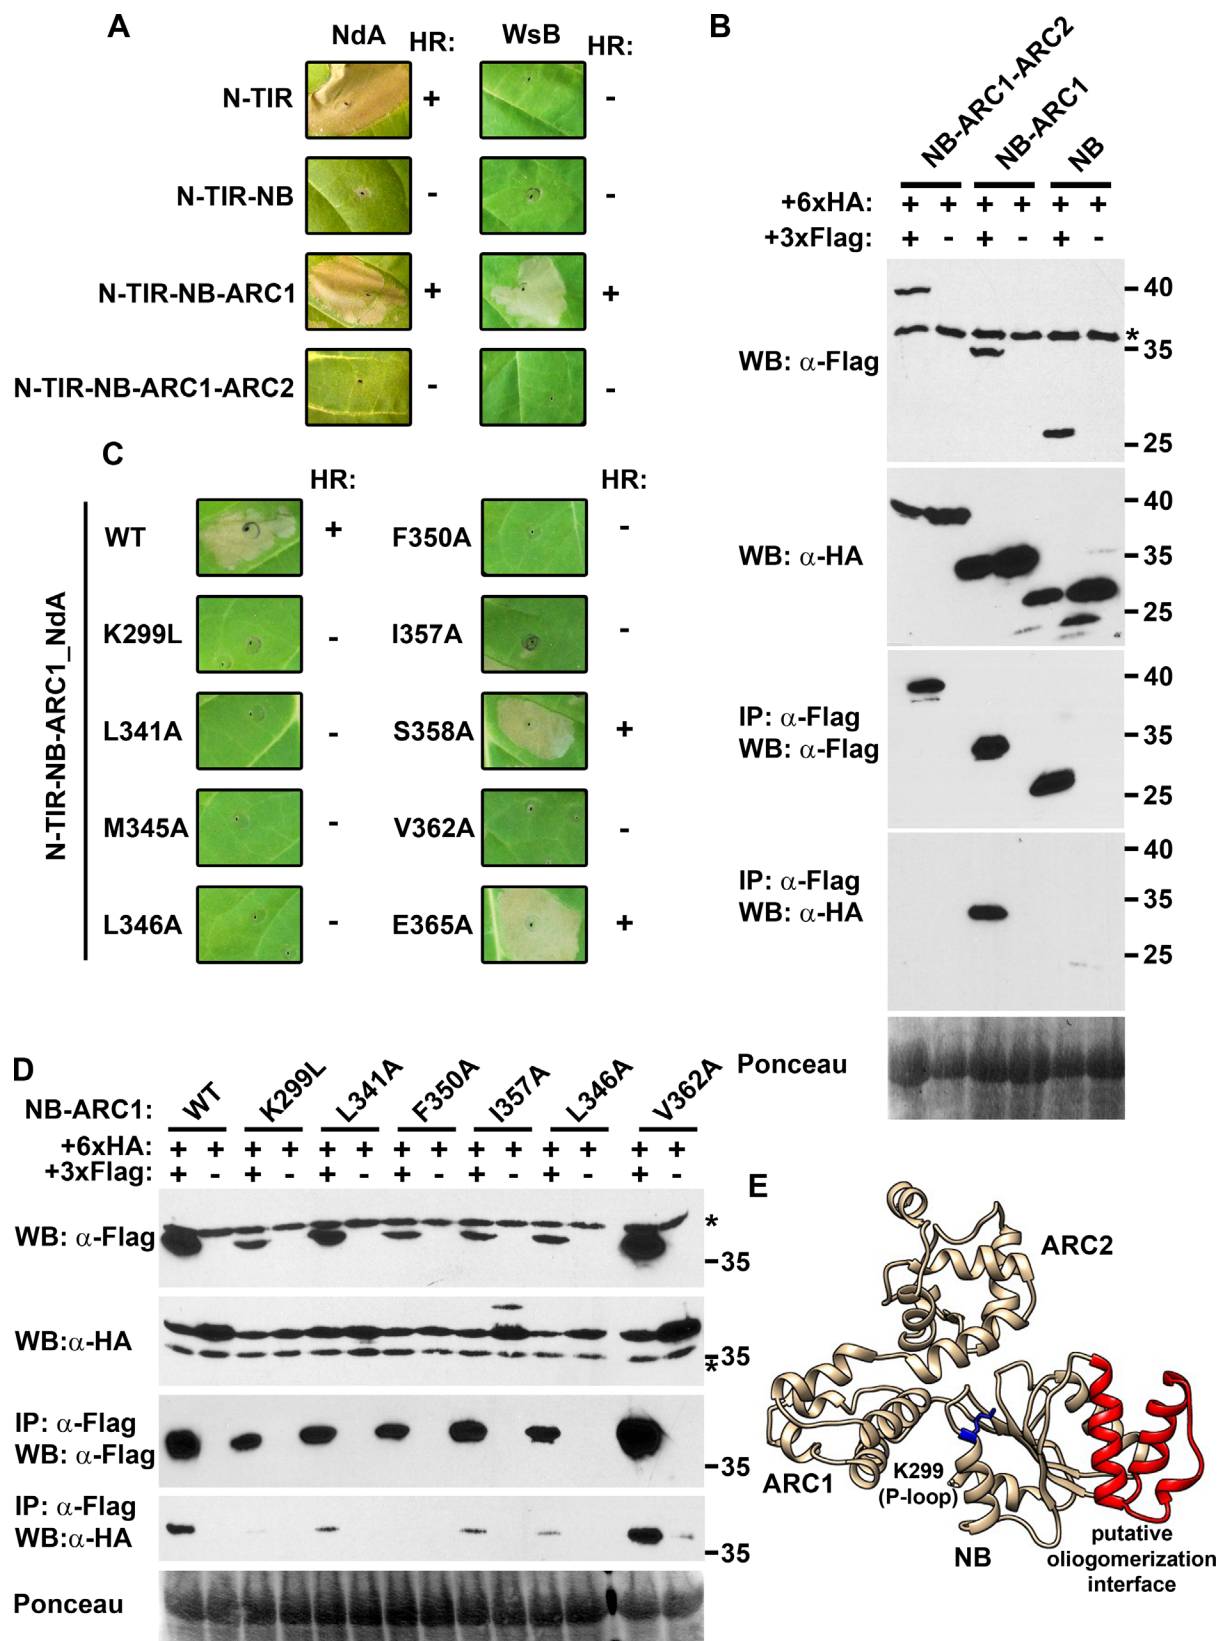 A
NdA HR: WsB HR:
N-TIR + -
N-TIR-NB - -
N-TIR-NB-ARC1 + +
N-TIR-NB-ARC1-ARC2 - -
B
NB-ARC1-ARC2 NB-ARC1 NB
+6xHA: + + + + + +
+3xFlag: + - + - + -
WB: α-Flag
40
*
35
25
WB: α-HA
40
35
25
IP: α-Flag
WB: α-Flag
40
35
25
IP: α-Flag
WB: α-HA
40
35
25
Ponceau
C
HR: HR:
N-TIR-NB-ARC1_NdA
WT + F350A -
K299L - I357A -
L341A - S358A +
M345A - V362A -
L346A - E365A +
D
NB-ARC1: WT K299L L341A F350A I357A L346A V362A
+6xHA: + + + + + + + + + + + + + +
+3xFlag: + - + - + - + - + - + - + -
WB: α-Flag
*
35
WB:α-HA
35
*
IP: α-Flag
WB: α-Flag
35
IP: α-Flag
WB:α-HA
35
Ponceau
E
ARC2
ARC1
K299
(P-loop)
NB
putative
oliogomerization
interface